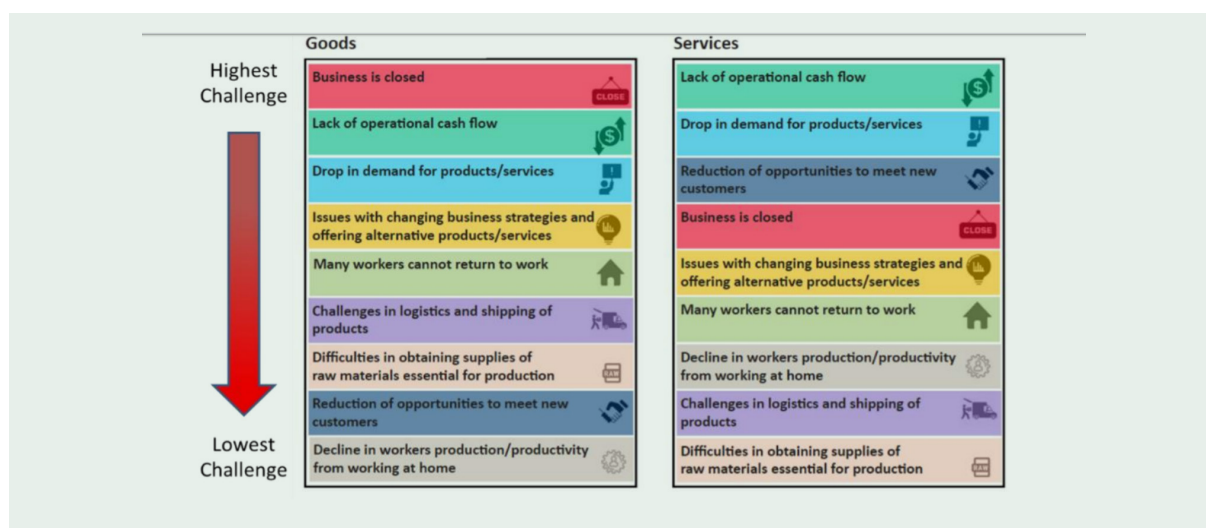 Goods
Services
Highest
Challenge
Lowest
Challenge
Business is closed
CLOSE
Lack of operational cash flow
Drop in demand for products/services
Issues with changing business strategies and
offering alternative products/services
Many workers cannot return to work
Challenges in logistics and shipping of
products
Difficulties in obtaining supplies of
raw materials essential for production
Reduction of opportunities to meet new
customers
Decline in workers production/productivity
from working at home
Lack of operational cash flow
Drop in demand for products/services
Reduction of opportunities to meet new
customers
Business is closed
CLOSE
Issues with changing business strategies and
offering alternative products/services
Many workers cannot return to work
Decline in workers production/productivity
from working at home
Challenges in logistics and shipping of
products
Difficulties in obtaining supplies of
raw materials essential for production